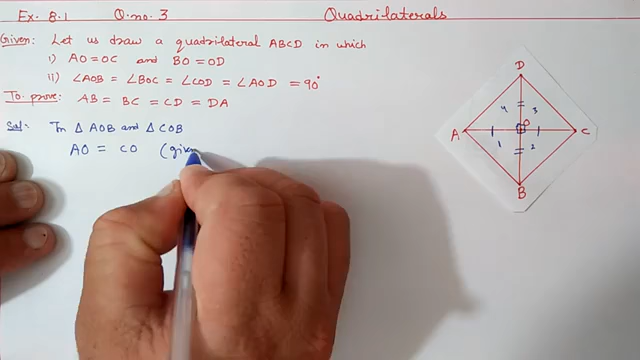 Ex. 8.1 Q.no. 3 Quadrilaterals
Given: Let us draw a quadrilateral ABCD in which
i) AO = OC and BO = OD
ii) ∠AOB = ∠BOC = ∠COD = ∠AOD = 90°
To prove: AB = BC = CD = DA
Sol: In △ AOB and △ COB
AO = CO (given
D
4 3
A O C
1 2
B